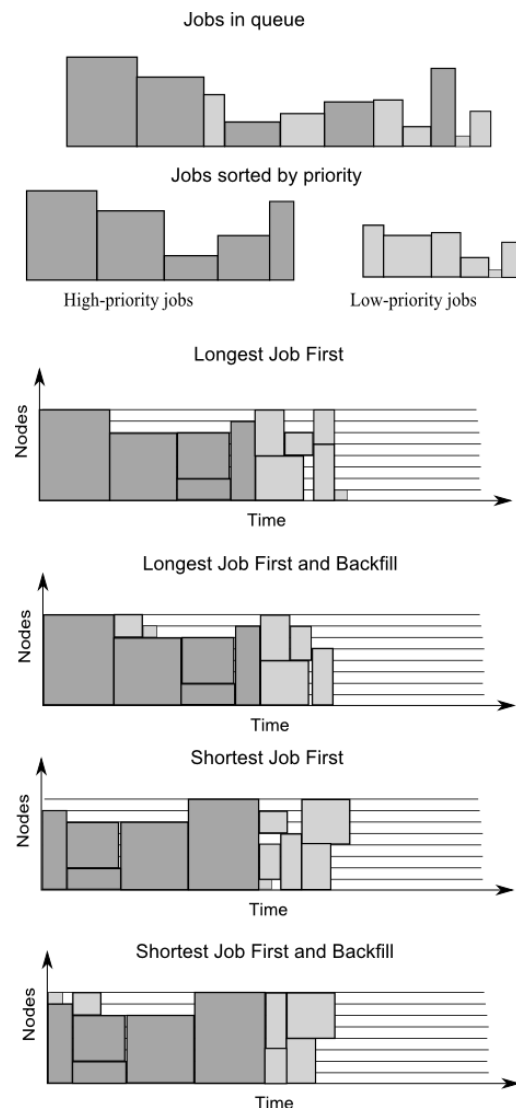 Jobs in queue
Jobs sorted by priority
High-priority jobs
Low-priority jobs
Longest Job First
Nodes
Time
Longest Job First and Backfill
Nodes
Time
Shortest Job First
Nodes
Time
Shortest Job First and Backfill
Nodes
Time